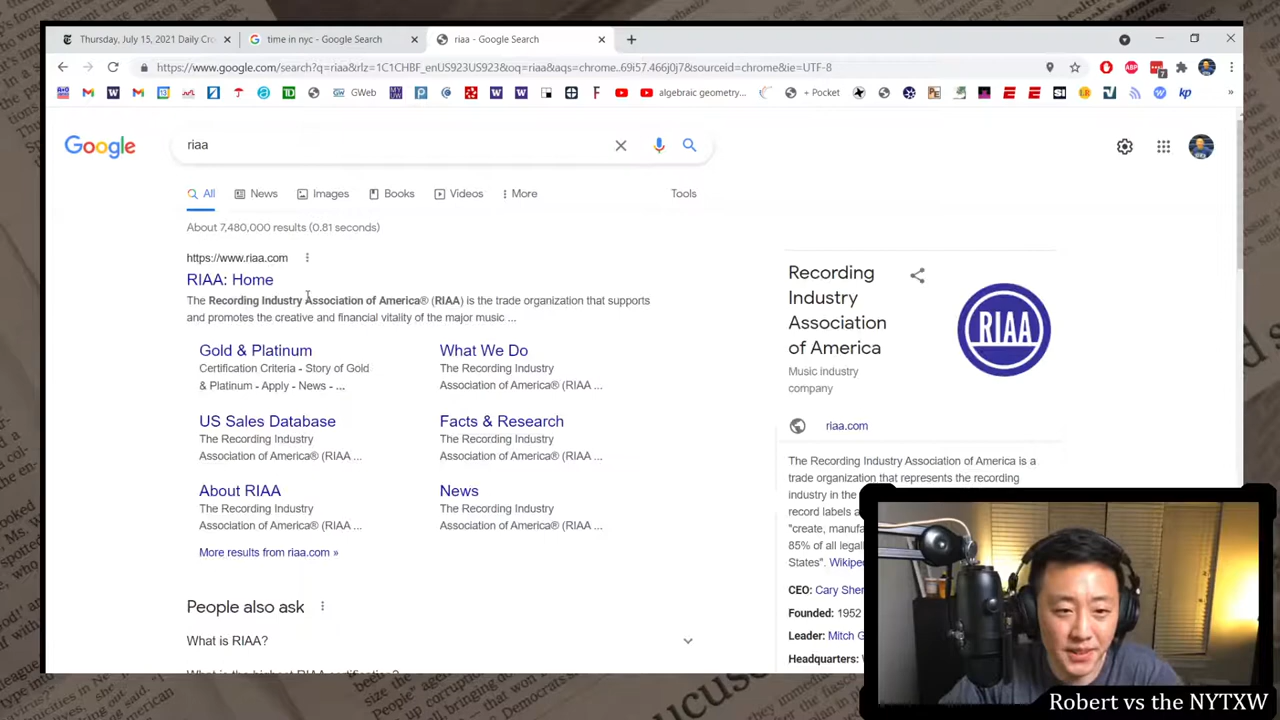 Thursday, July 15, 2021 Daily Cro
time in nyc - Google Search
riaa - Google Search
https://www.google.com/search?q=riaa&rlz=1C1CHBF_enUS923US923&oq=riaa&aqs=chrome..69i57.466j0j7&sourceid=chrome&ie=UTF-8
GWeb
algebraic geometry...
+ Pocket
kp
»
Google
riaa
All
News
Images
Books
Videos
More
Tools
About 7,480,000 results (0.81 seconds)
https://www.riaa.com
RIAA: Home
The Recording Industry Association of America® (RIAA) is the trade organization that supports
and promotes the creative and financial vitality of the major music ...
Gold & Platinum
Certification Criteria - Story of Gold
& Platinum - Apply - News - ...
What We Do
The Recording Industry
Association of America® (RIAA ...
US Sales Database
The Recording Industry
Association of America® (RIAA ...
Facts & Research
The Recording Industry
Association of America® (RIAA ...
About RIAA
The Recording Industry
Association of America® (RIAA ...
News
The Recording Industry
Association of America® (RIAA ...
More results from riaa.com »
People also ask
What is RIAA?
What is the highest RIAA certification?
Recording
Industry
Association
of America
Music industry
company
RIAA
riaa.com
The Recording Industry Association of America is a
trade organization that represents the recording
industry in the
record labels a
"create, manufa
85% of all legal
States". Wikipe
CEO: Cary Sher
Founded: 1952
Leader: Mitch G
Headquarters:
Robert vs the NYTXW